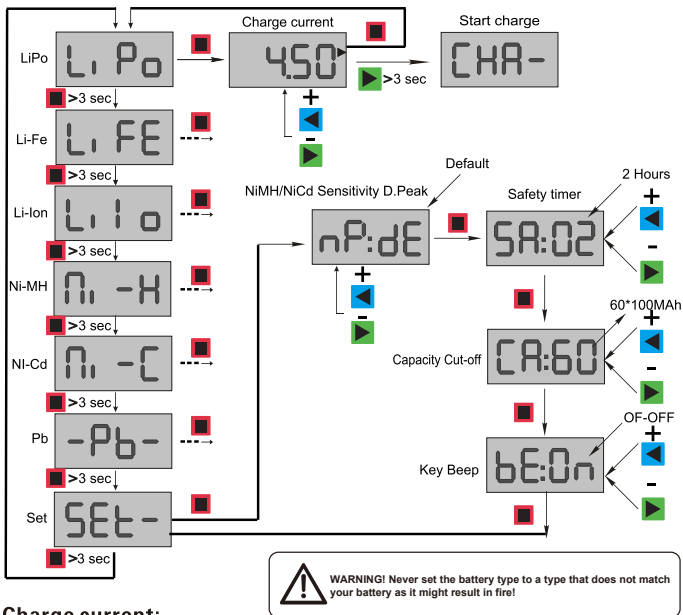 Charge current
Start charge
LiPo
Li Po
4.50
CHA-
>3 sec
>3 sec
+
-
Li-Fe
Li FE
>3 sec
Li-Ion
Li Io
>3 sec
Ni-MH
Ni -H
>3 sec
NI-Cd
Ni -C
>3 sec
Pb
-Pb-
>3 sec
Set
SEt-
>3 sec
Default
NiMH/NiCd Sensitivity D.Peak
nP:dE
+
-
2 Hours
Safety timer
SA:02
+
-
60*100MAh
Capacity Cut-off
CA:60
+
-
OF-OFF
Key Beep
bE:On
+
-
WARNING! Never set the battery type to a type that does not match
your battery as it might result in fire!
Charge current: